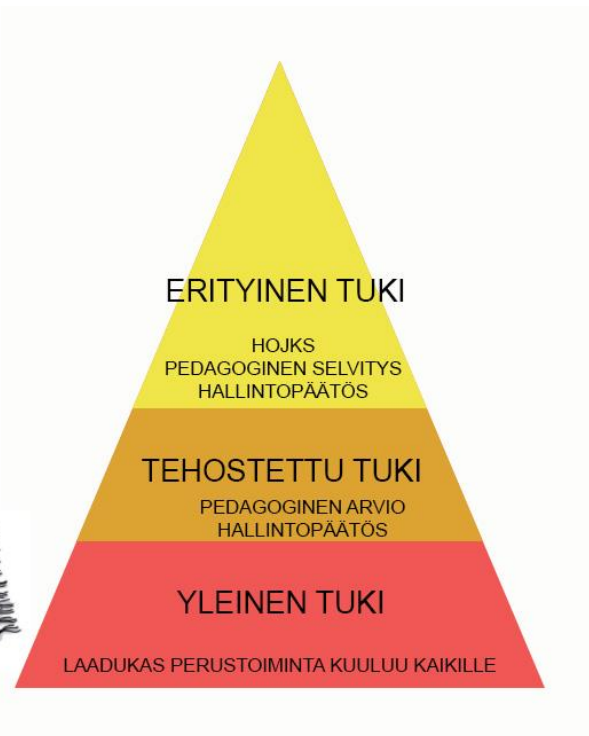 ERITYINEN TUKI
HOJKS
PEDAGOGINEN SELVITYS
HALLINTOPÄÄTÖS
TEHOSTETTU TUKI
PEDAGOGINEN ARVIO
HALLINTOPÄÄTÖS
YLEINEN TUKI
LAADUKAS PERUSTOIMINTA KUULUU KAIKILLE